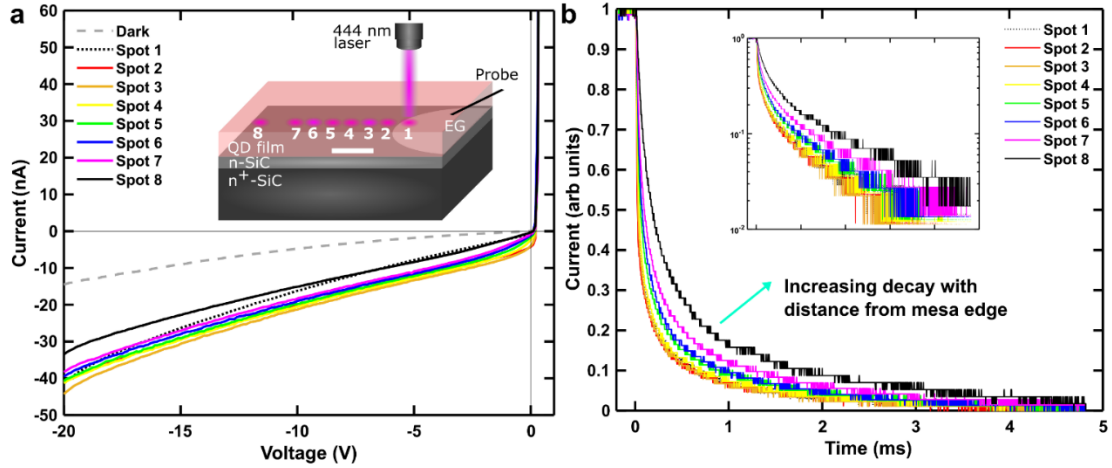 a
60
50
40
30
20
10
0
-10
-20
-30
-40
-50
Current (nA)
-20
-15
-10
-5
0
Voltage (V)
Dark
Spot 1
Spot 2
Spot 3
Spot 4
Spot 5
Spot 6
Spot 7
Spot 8
444 nm
laser
Probe
8 7 6 5 4 3 2 1
EG
QD film
n-SiC
n+-SiC
b
1
0.9
0.8
0.7
0.6
0.5
0.4
0.3
0.2
0.1
0
Current (arb units)
0
1
2
3
4
5
Time (ms)
10^0
10^-1
10^-2
Spot 1
Spot 2
Spot 3
Spot 4
Spot 5
Spot 6
Spot 7
Spot 8
Increasing decay with
distance from mesa edge